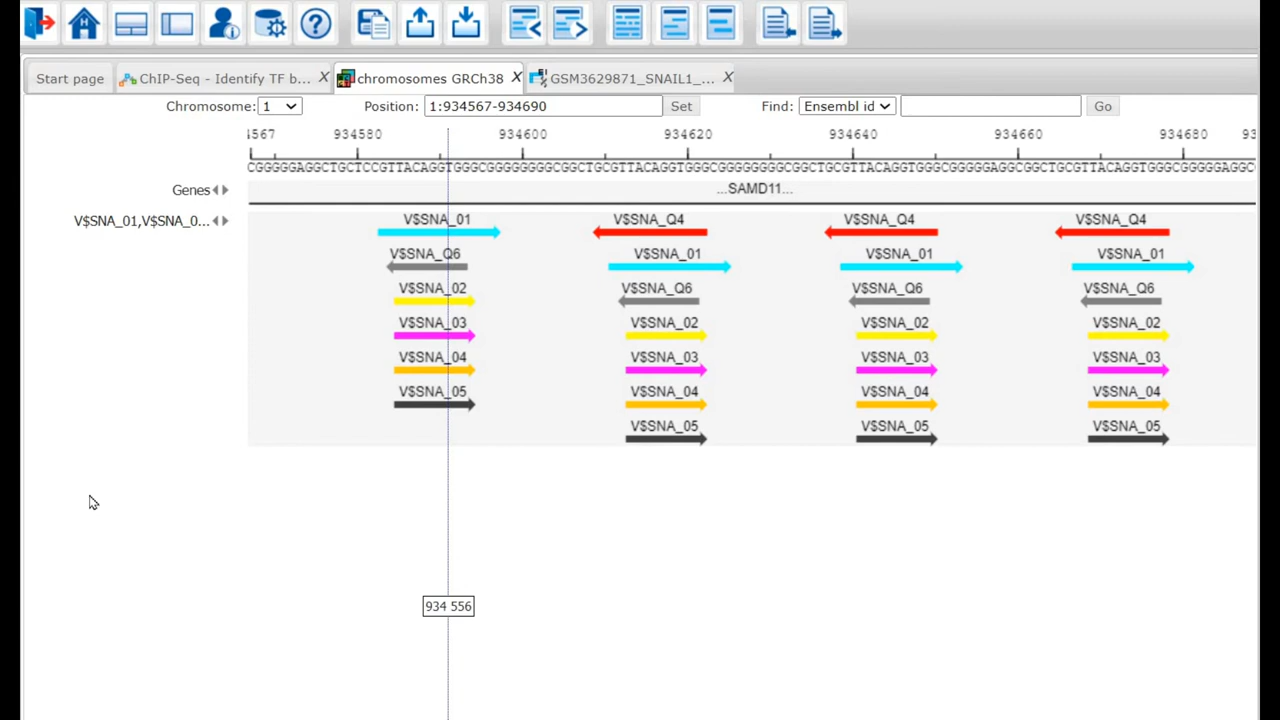 Start page ChIP-Seq - Identify TF b... X chromosomes GRCh38 X GSM3629871_SNAIL1_... X
Chromosome: 1 Position: 1:934567-934690 Set Find: Ensembl id Go
:567 934580 934600 934620 934640 934660 934680 93
Genes ...SAMD11...
V$SNA_01,V$SNA_0... V$SNA_01 V$SNA_Q4 V$SNA_Q4 V$SNA_Q4
V$SNA_Q6 V$SNA_01 V$SNA_01 V$SNA_01
V$SNA_02 V$SNA_Q6 V$SNA_Q6 V$SNA_Q6
V$SNA_03 V$SNA_02 V$SNA_02 V$SNA_02
V$SNA_04 V$SNA_03 V$SNA_03 V$SNA_03
V$SNA_05 V$SNA_04 V$SNA_04 V$SNA_04
V$SNA_05 V$SNA_05 V$SNA_05
934 556